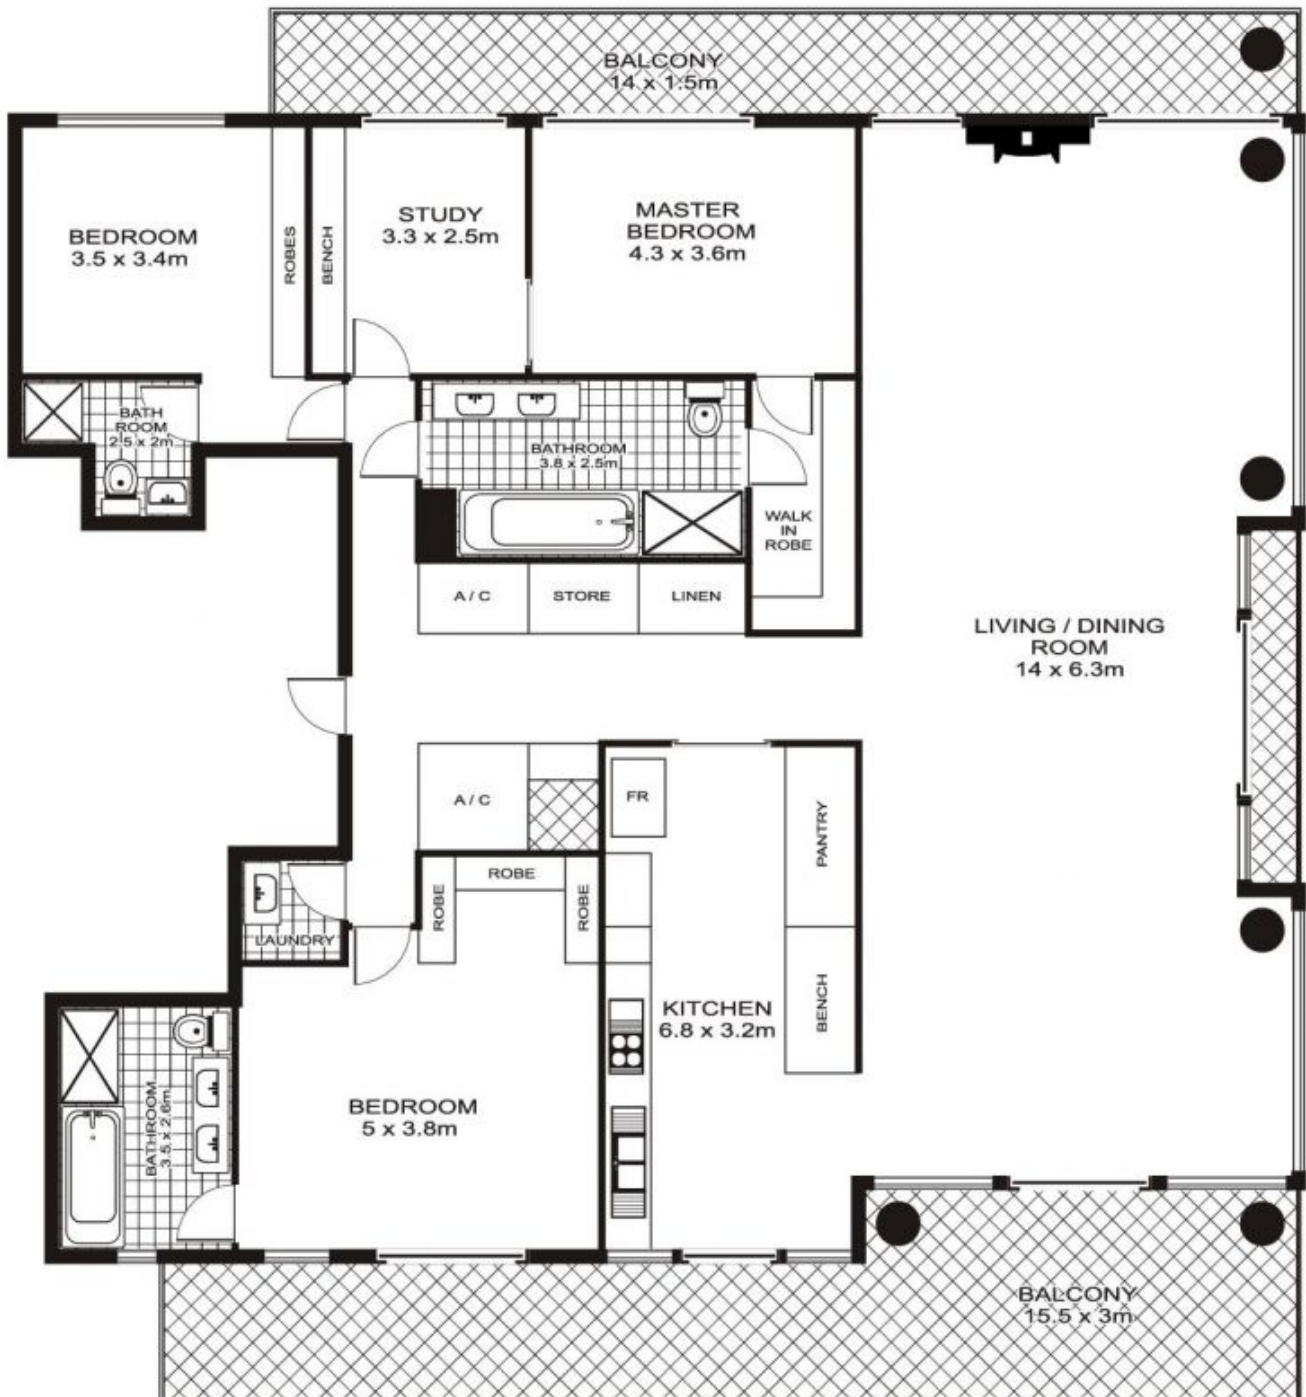 BALCONY
14 x 1.5m
BEDROOM
3.5 x 3.4m
ROBES
BENCH
STUDY
3.3 x 2.5m
MASTER
BEDROOM
4.3 x 3.6m
BATH
ROOM
2.5 x 2m
BATHROOM
3.8 x 2.5m
WALK
IN
ROBE
A / C
STORE
LINEN
LIVING / DINING
ROOM
14 x 6.3m
A / C
FR
PANTRY
BENCH
ROBE
ROBE
ROBE
LAUNDRY
KITCHEN
6.8 x 3.2m
BATHROOM
3.5 x 2.6m
BEDROOM
5 x 3.8m
BALCONY
15.5 x 3m